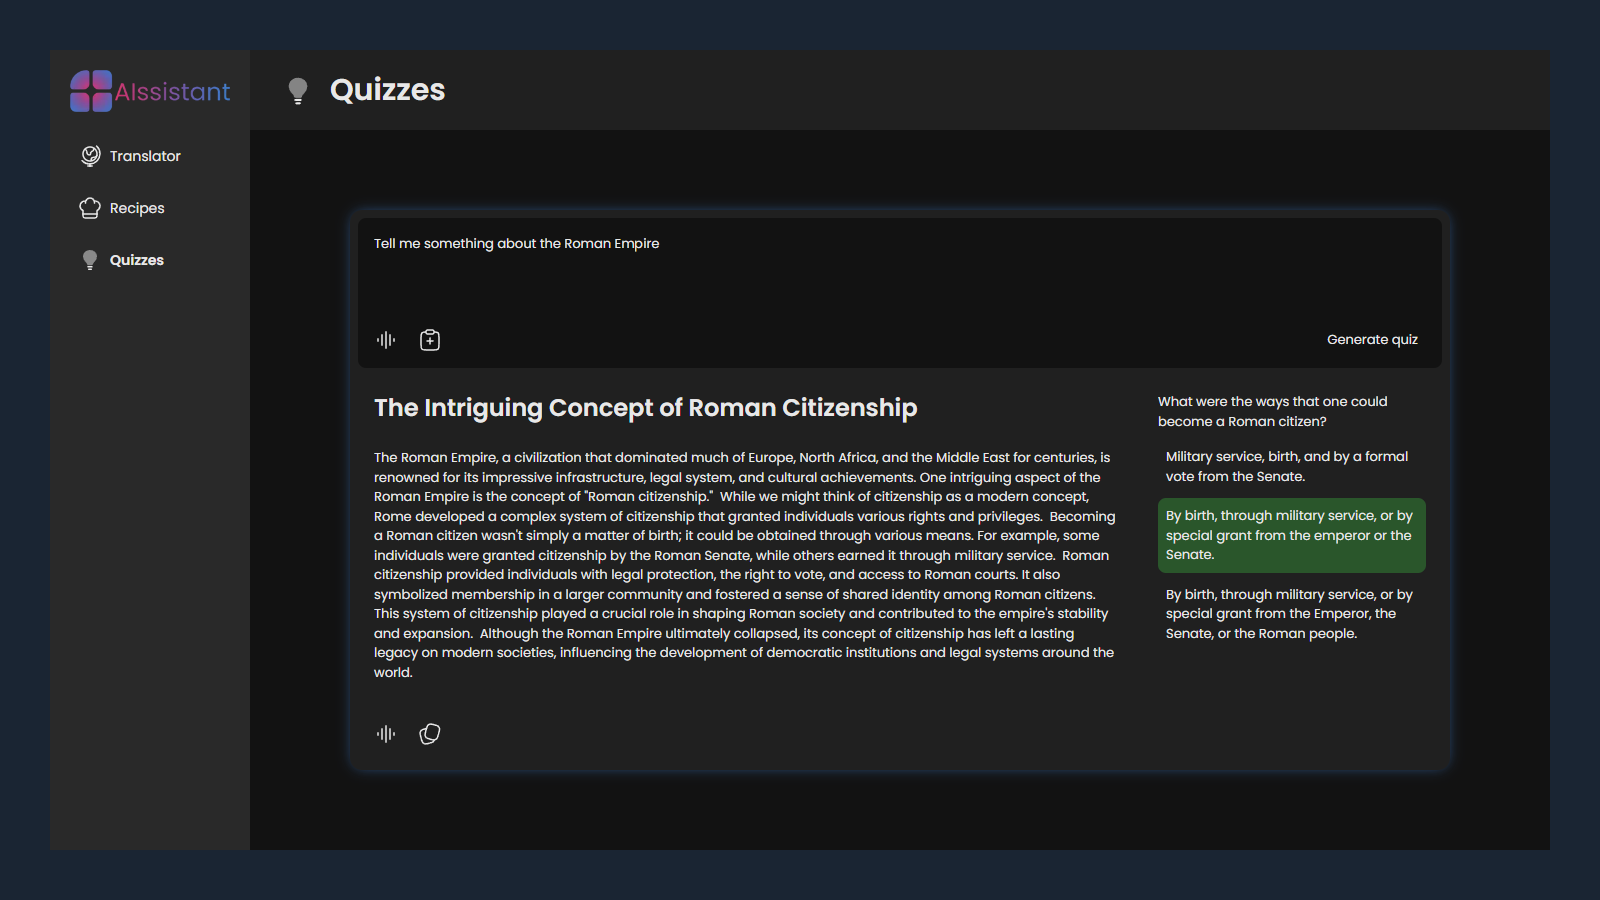 AIssistant
Translator
Recipes
Quizzes
Quizzes
Tell me something about the Roman Empire
Generate quiz
The Intriguing Concept of Roman Citizenship
The Roman Empire, a civilization that dominated much of Europe, North Africa, and the Middle East for centuries, is
renowned for its impressive infrastructure, legal system, and cultural achievements. One intriguing aspect of the
Roman Empire is the concept of "Roman citizenship."  While we might think of citizenship as a modern concept,
Rome developed a complex system of citizenship that granted individuals various rights and privileges.  Becoming
a Roman citizen wasn't simply a matter of birth; it could be obtained through various means. For example, some
individuals were granted citizenship by the Roman Senate, while others earned it through military service.  Roman
citizenship provided individuals with legal protection, the right to vote, and access to Roman courts. It also
symbolized membership in a larger community and fostered a sense of shared identity among Roman citizens.
This system of citizenship played a crucial role in shaping Roman society and contributed to the empire's stability
and expansion.  Although the Roman Empire ultimately collapsed, its concept of citizenship has left a lasting
legacy on modern societies, influencing the development of democratic institutions and legal systems around the
world.
What were the ways that one could
become a Roman citizen?
Military service, birth, and by a formal
vote from the Senate.
By birth, through military service, or by
special grant from the emperor or the
Senate.
By birth, through military service, or by
special grant from the Emperor, the
Senate, or the Roman people.